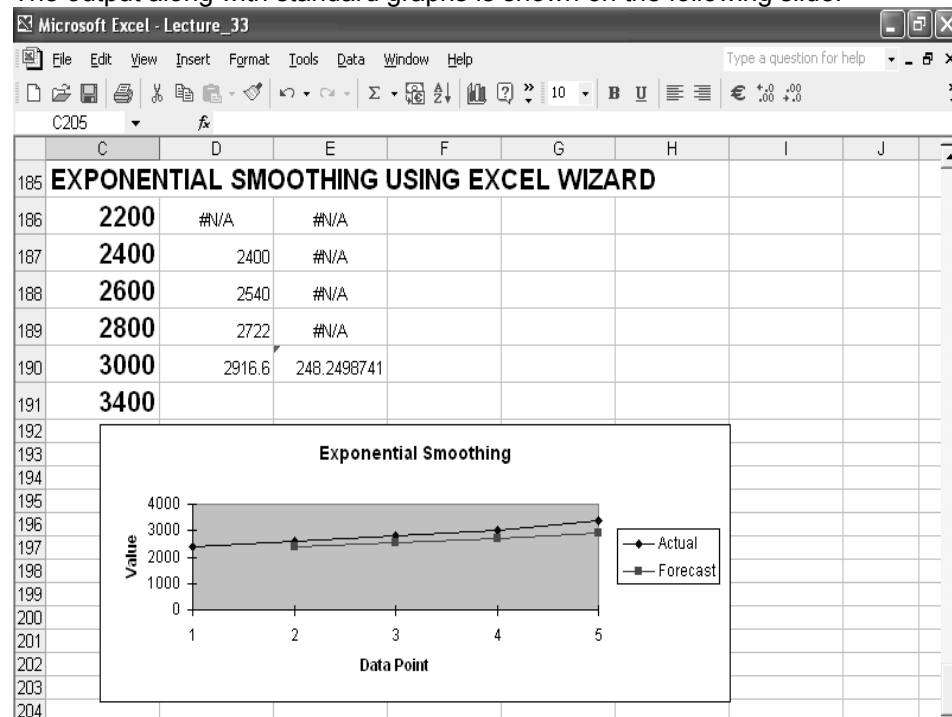 The output along with standard graphs is shown on the following slide.
Microsoft Excel - Lecture_33
File Edit View Insert Format Tools Data Window Help Type a question for help
Σ 10 B U € .00 .00
C205 fx
C D E F G H I J
185 EXPONENTIAL SMOOTHING USING EXCEL WIZARD
186 2200 #N/A #N/A
187 2400 2400 #N/A
188 2600 2540 #N/A
189 2800 2722 #N/A
190 3000 2916.6 248.2498741
191 3400
192
193 Exponential Smoothing
194
195 4000
196 3000
197 2000
198 1000
199 0
200
201 1 2 3 4 5
202 Data Point
203
204
Value
Actual
Forecast